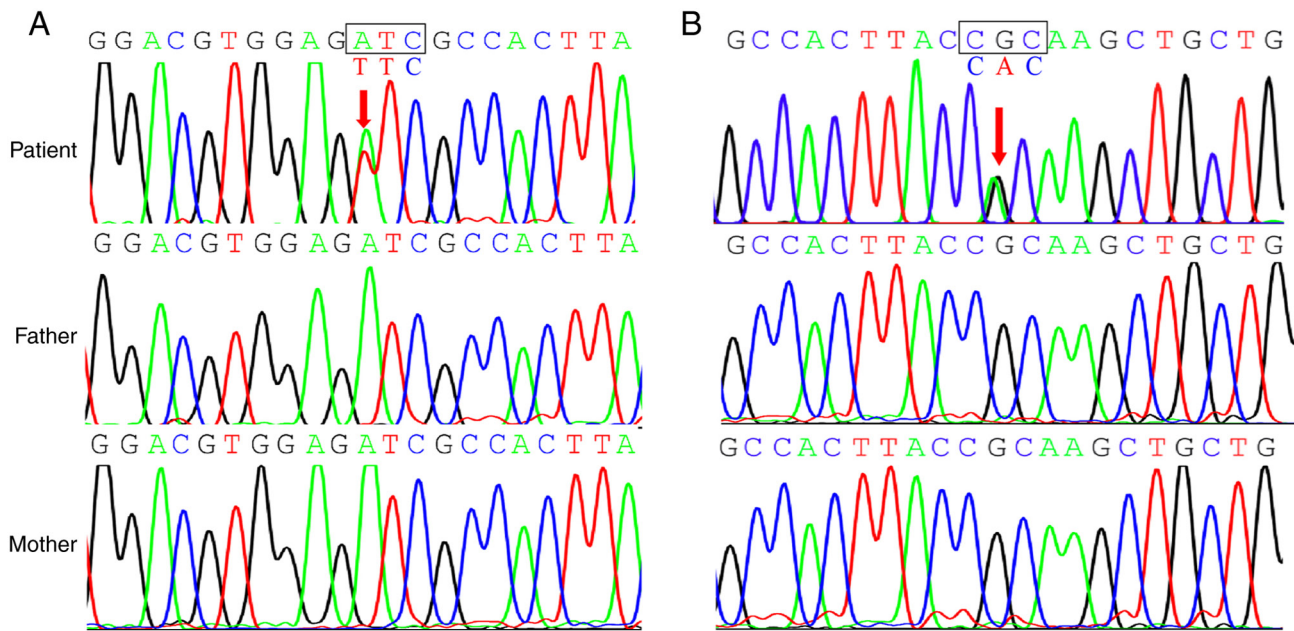 A
GGACGTGGAGATCGCCACTTA
TTC
Patient
GGACGTGGAGATCGCCACTTA
Father
GGACGTGGAGATCGCCACTTA
Mother
B
GCCACTTACCGCAAGCTGCTG
CAC
GCCACTTACCGCAAGCTGCTG
GCCACTTACCGCAAGCTGCTG